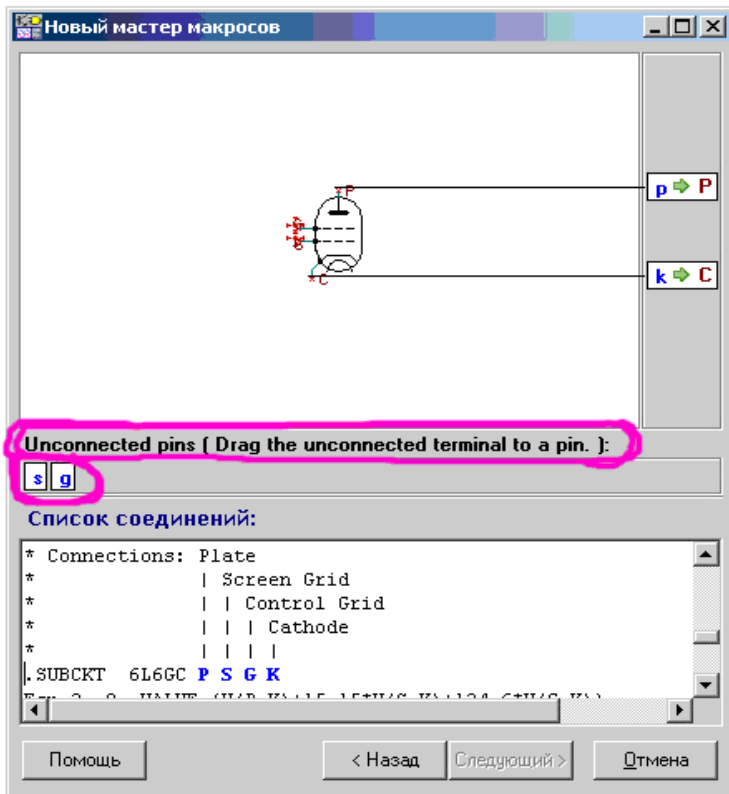 Новый мастер макросов
P
p P
k C
C
Unconnected pins ( Drag the unconnected terminal to a pin. ):
s g
Список соединений:
* Connections: Plate
* | Screen Grid
* | | Control Grid
* | | | Cathode
* | | | |
.SUBCKT 6L6GC P S G K
Помощь
< Назад
Следующий >
Отмена